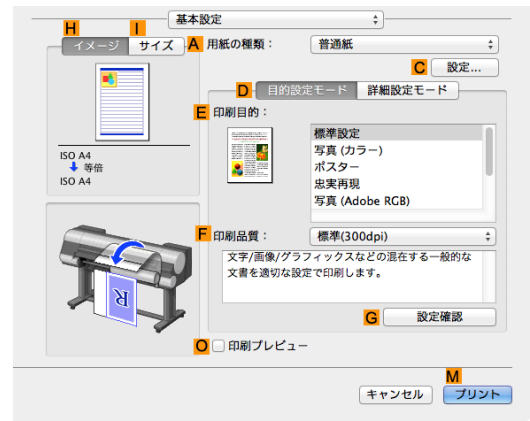 基本設定
H I
イメージ サイズ
A 用紙の種類： 普通紙
C 設定...
D 目的設定モード 詳細設定モード
E 印刷目的：
標準設定
写真 (カラー)
ポスター
忠実再現
写真 (Adobe RGB)
ISO A4
等倍
ISO A4
F 印刷品質： 標準(300dpi)
文字/画像/グラフィックスなどの混在する一般的な
文書を適切な設定で印刷します。
R
G 設定確認
O 印刷プレビュー
M
キャンセル プリント